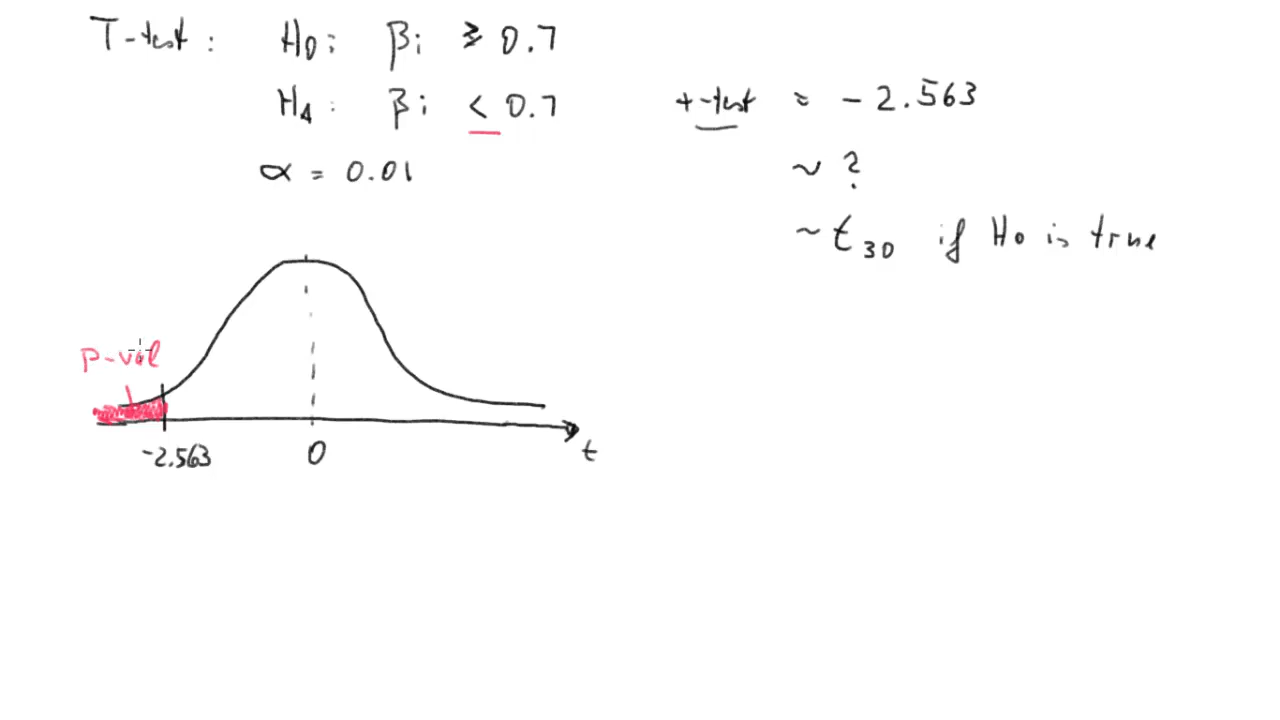 T-test : H0: βi ≥ 0.7
HA: βi < 0.7
α = 0.01
t-test = -2.563
~ ?
~ t30 if H0 is true
p-val
-2.563 0 t